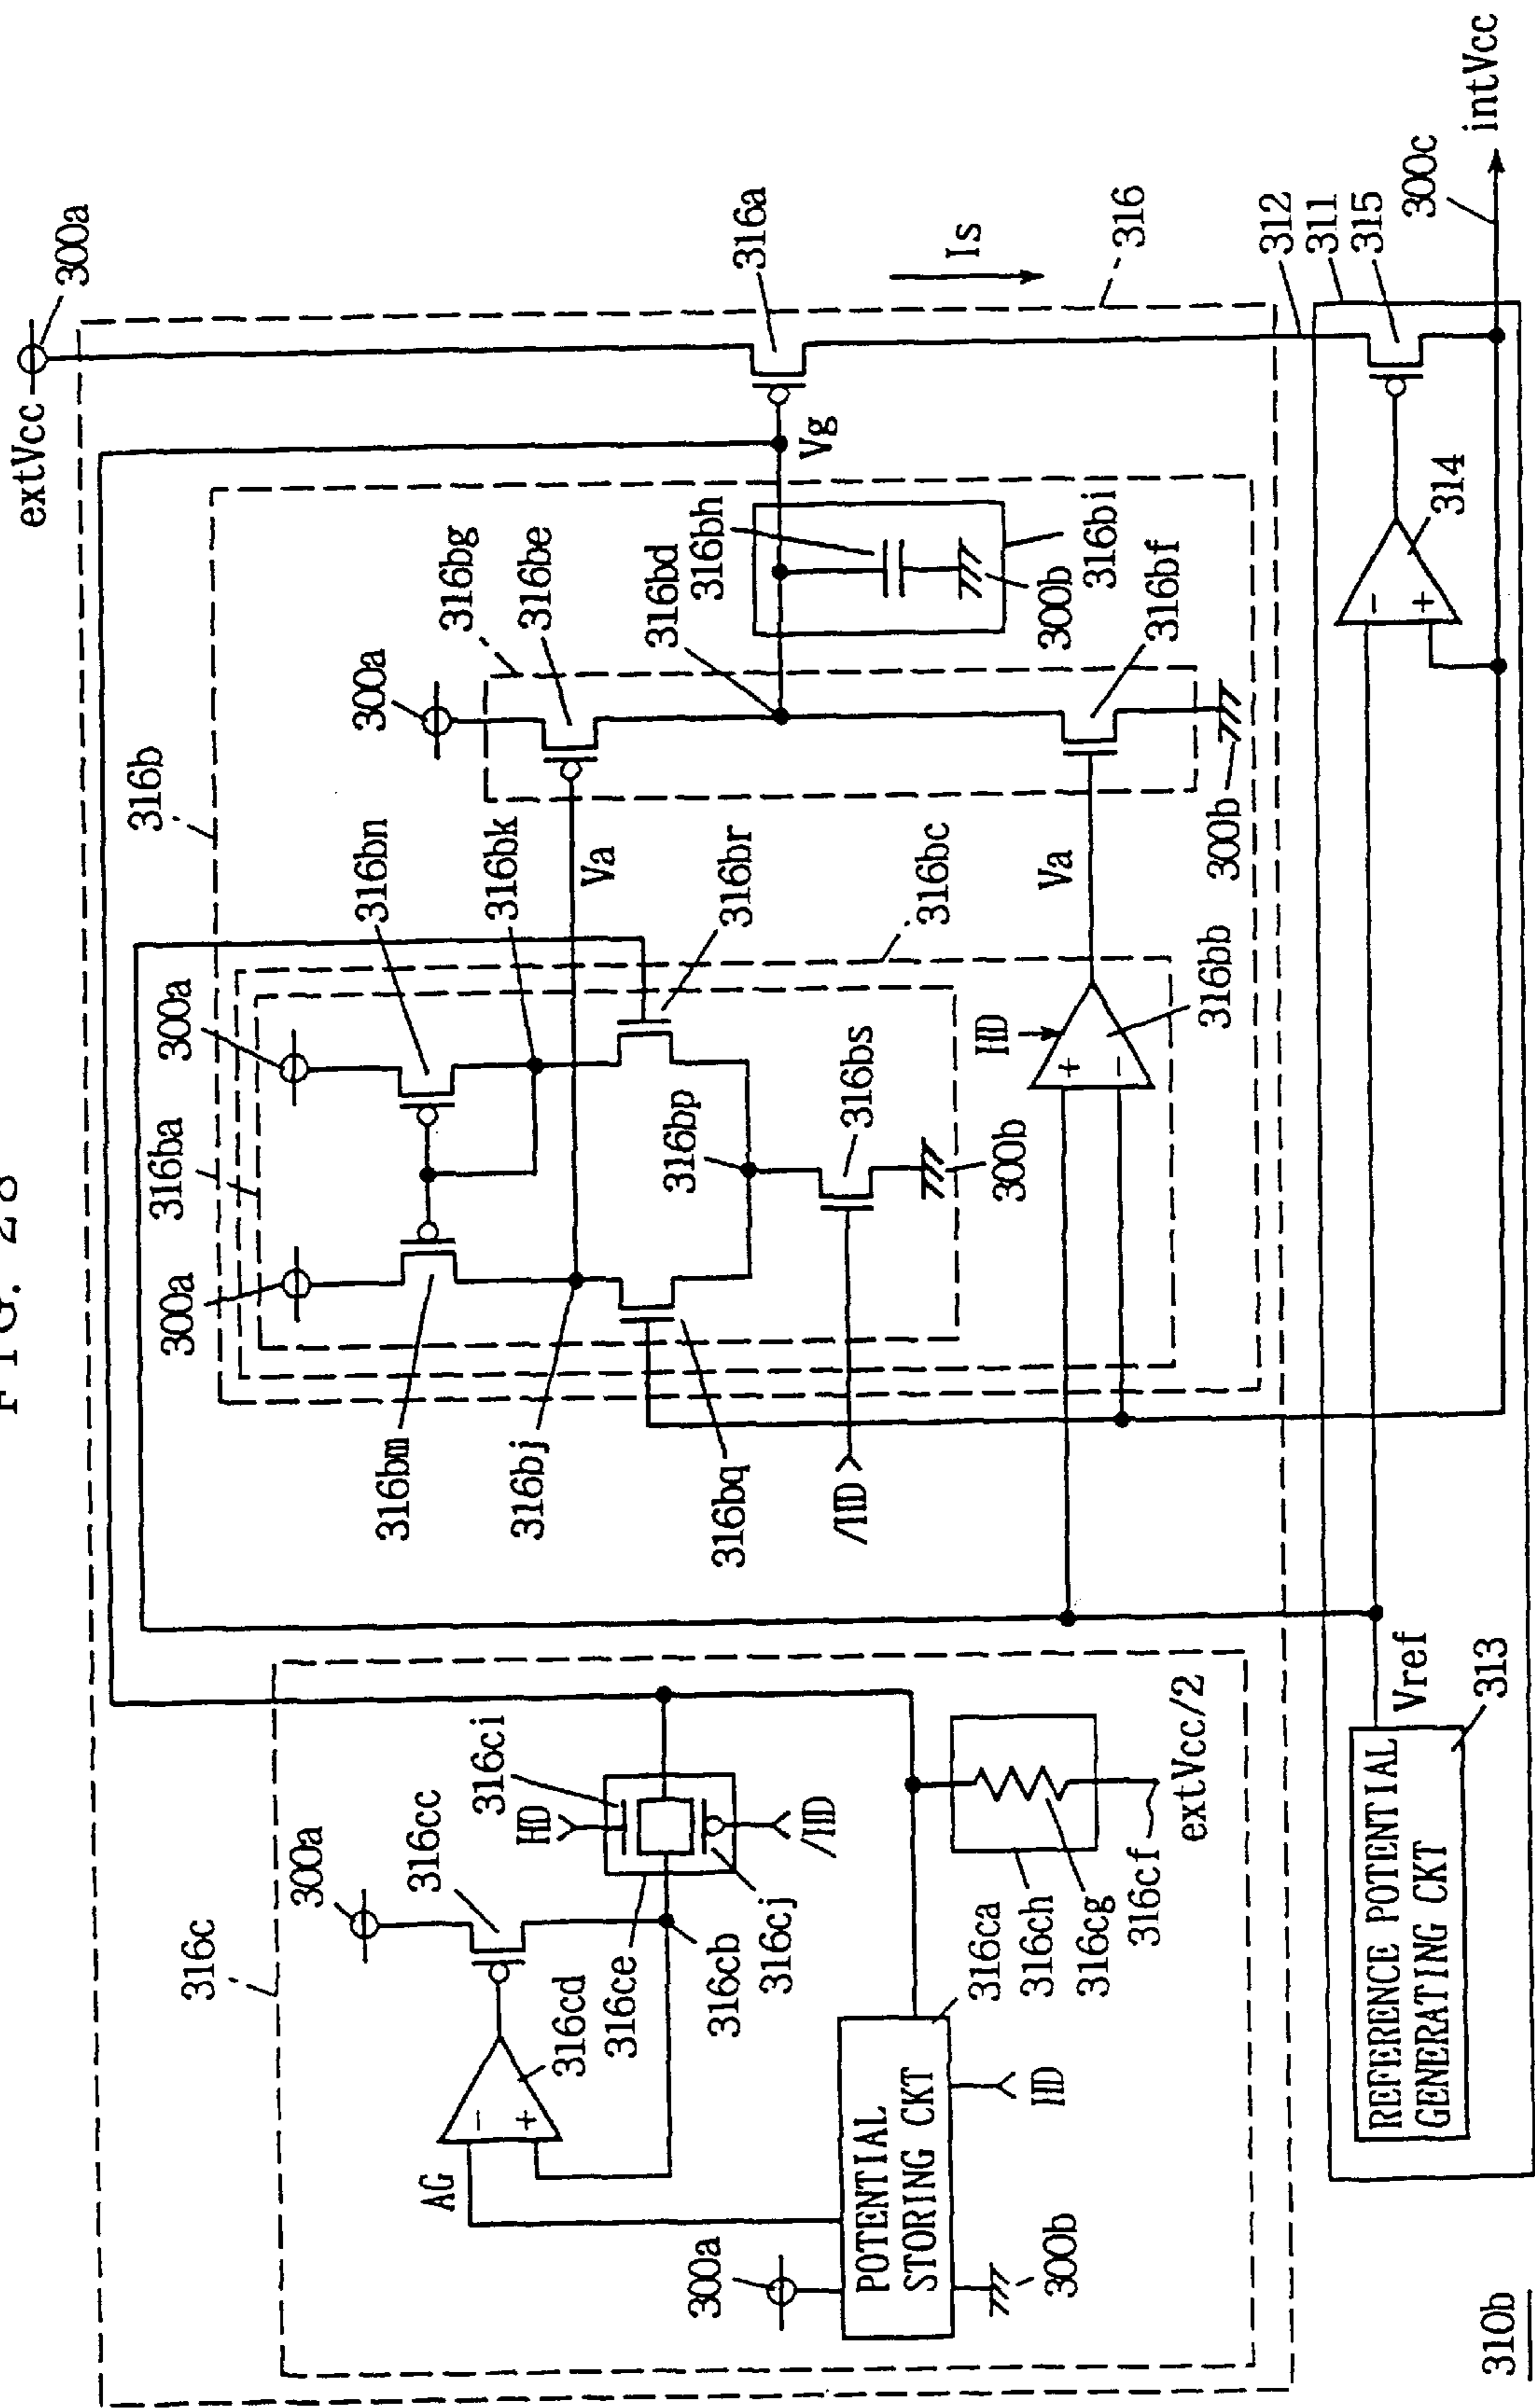 FIG. 28
extVcc
300a
316c
300a
316cc
316cd
AG
316ce
316cb
316cj
316ci
HD
/HD
300a
POTENTIAL
STORING CKT
300b
HD
316ca
316ch
316cg
316cf
extVcc/2
316b
316ba
300a
300a
316bn
316bm
316bj
316bk
Va
316bq
316br
316bp
316bs
/HD
300b
316bc
HD
+
−
316bb
Va
300a
316bg
316be
316bd
316bh
300b
316bi
316bf
300b
Vg
316a
Is
316
312
311
315
300c
intVcc
314
−
+
−
+
Vref
REFERENCE POTENTIAL
GENERATING CKT
313
310b